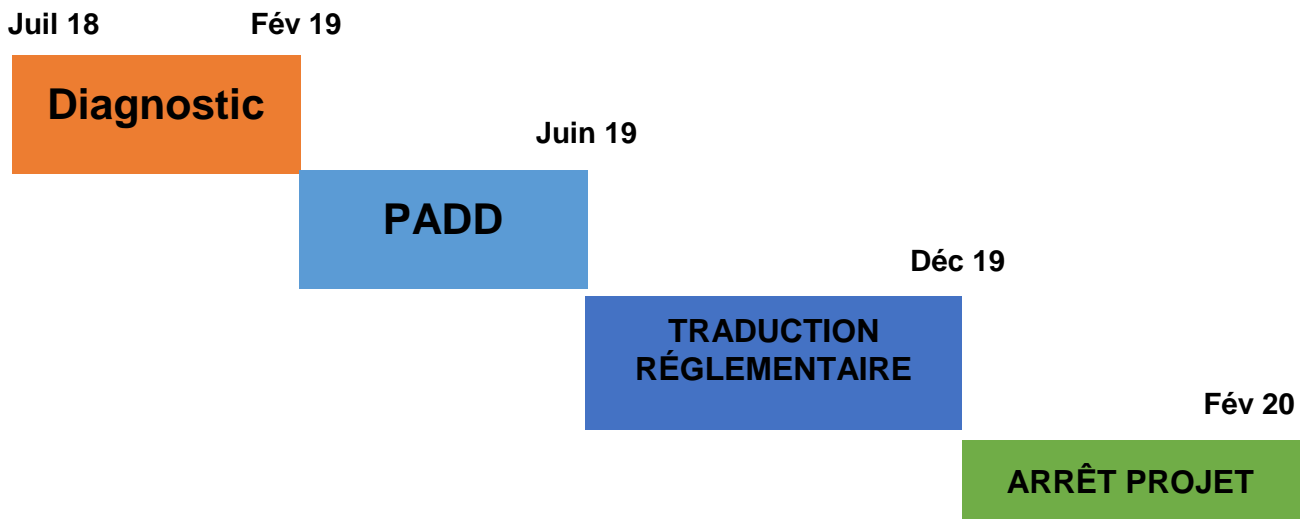 Juil 18
Fév 19
Diagnostic
Juin 19
PADD
Déc 19
TRADUCTION
RÉGLEMENTAIRE
Fév 20
ARRÊT PROJET